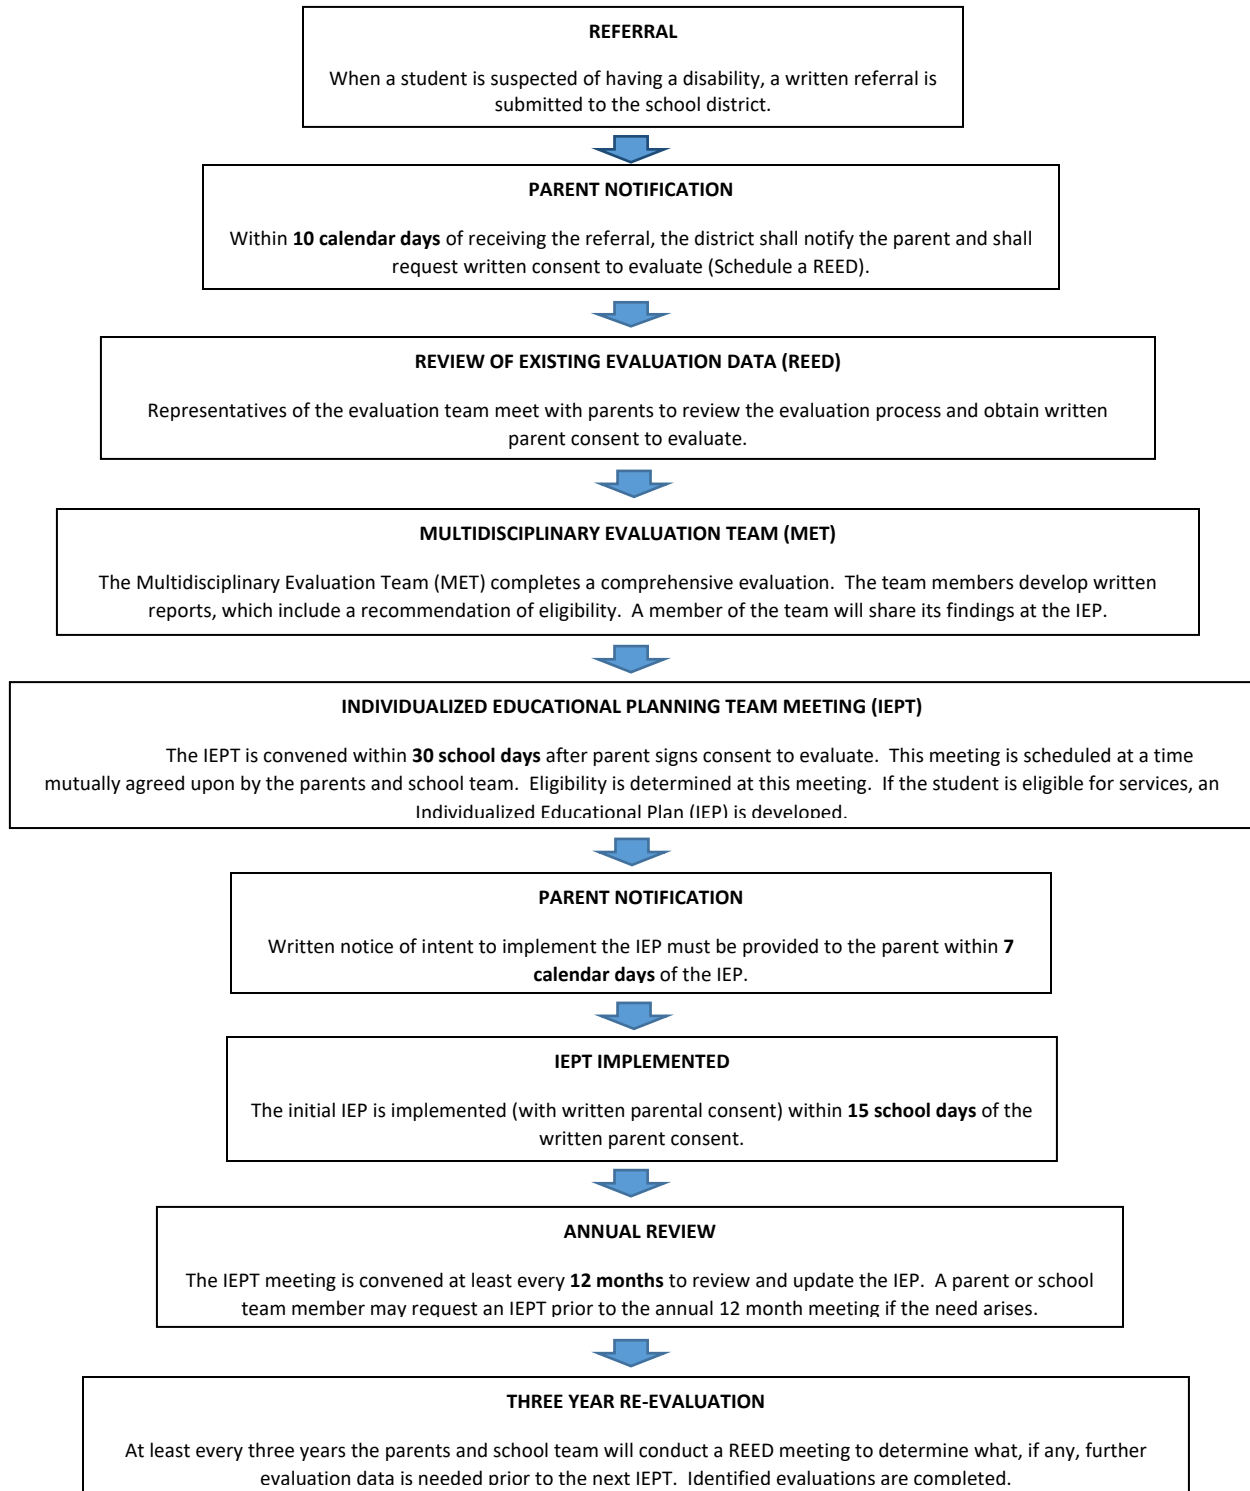 REFERRAL
When a student is suspected of having a disability, a written referral is
submitted to the school district.
PARENT NOTIFICATION
Within 10 calendar days of receiving the referral, the district shall notify the parent and shall
request written consent to evaluate (Schedule a REED).
REVIEW OF EXISTING EVALUATION DATA (REED)
Representatives of the evaluation team meet with parents to review the evaluation process and obtain written
parent consent to evaluate.
MULTIDISCIPLINARY EVALUATION TEAM (MET)
The Multidisciplinary Evaluation Team (MET) completes a comprehensive evaluation. The team members develop written
reports, which include a recommendation of eligibility. A member of the team will share its findings at the IEP.
INDIVIDUALIZED EDUCATIONAL PLANNING TEAM MEETING (IEPT)
The IEPT is convened within 30 school days after parent signs consent to evaluate. This meeting is scheduled at a time
mutually agreed upon by the parents and school team. Eligibility is determined at this meeting. If the student is eligible for services, an
Individualized Educational Plan (IEP) is developed.
PARENT NOTIFICATION
Written notice of intent to implement the IEP must be provided to the parent within 7
calendar days of the IEP.
IEPT IMPLEMENTED
The initial IEP is implemented (with written parental consent) within 15 school days of the
written parent consent.
ANNUAL REVIEW
The IEPT meeting is convened at least every 12 months to review and update the IEP. A parent or school
team member may request an IEPT prior to the annual 12 month meeting if the need arises.
THREE YEAR RE-EVALUATION
At least every three years the parents and school team will conduct a REED meeting to determine what, if any, further
evaluation data is needed prior to the next IEPT. Identified evaluations are completed.